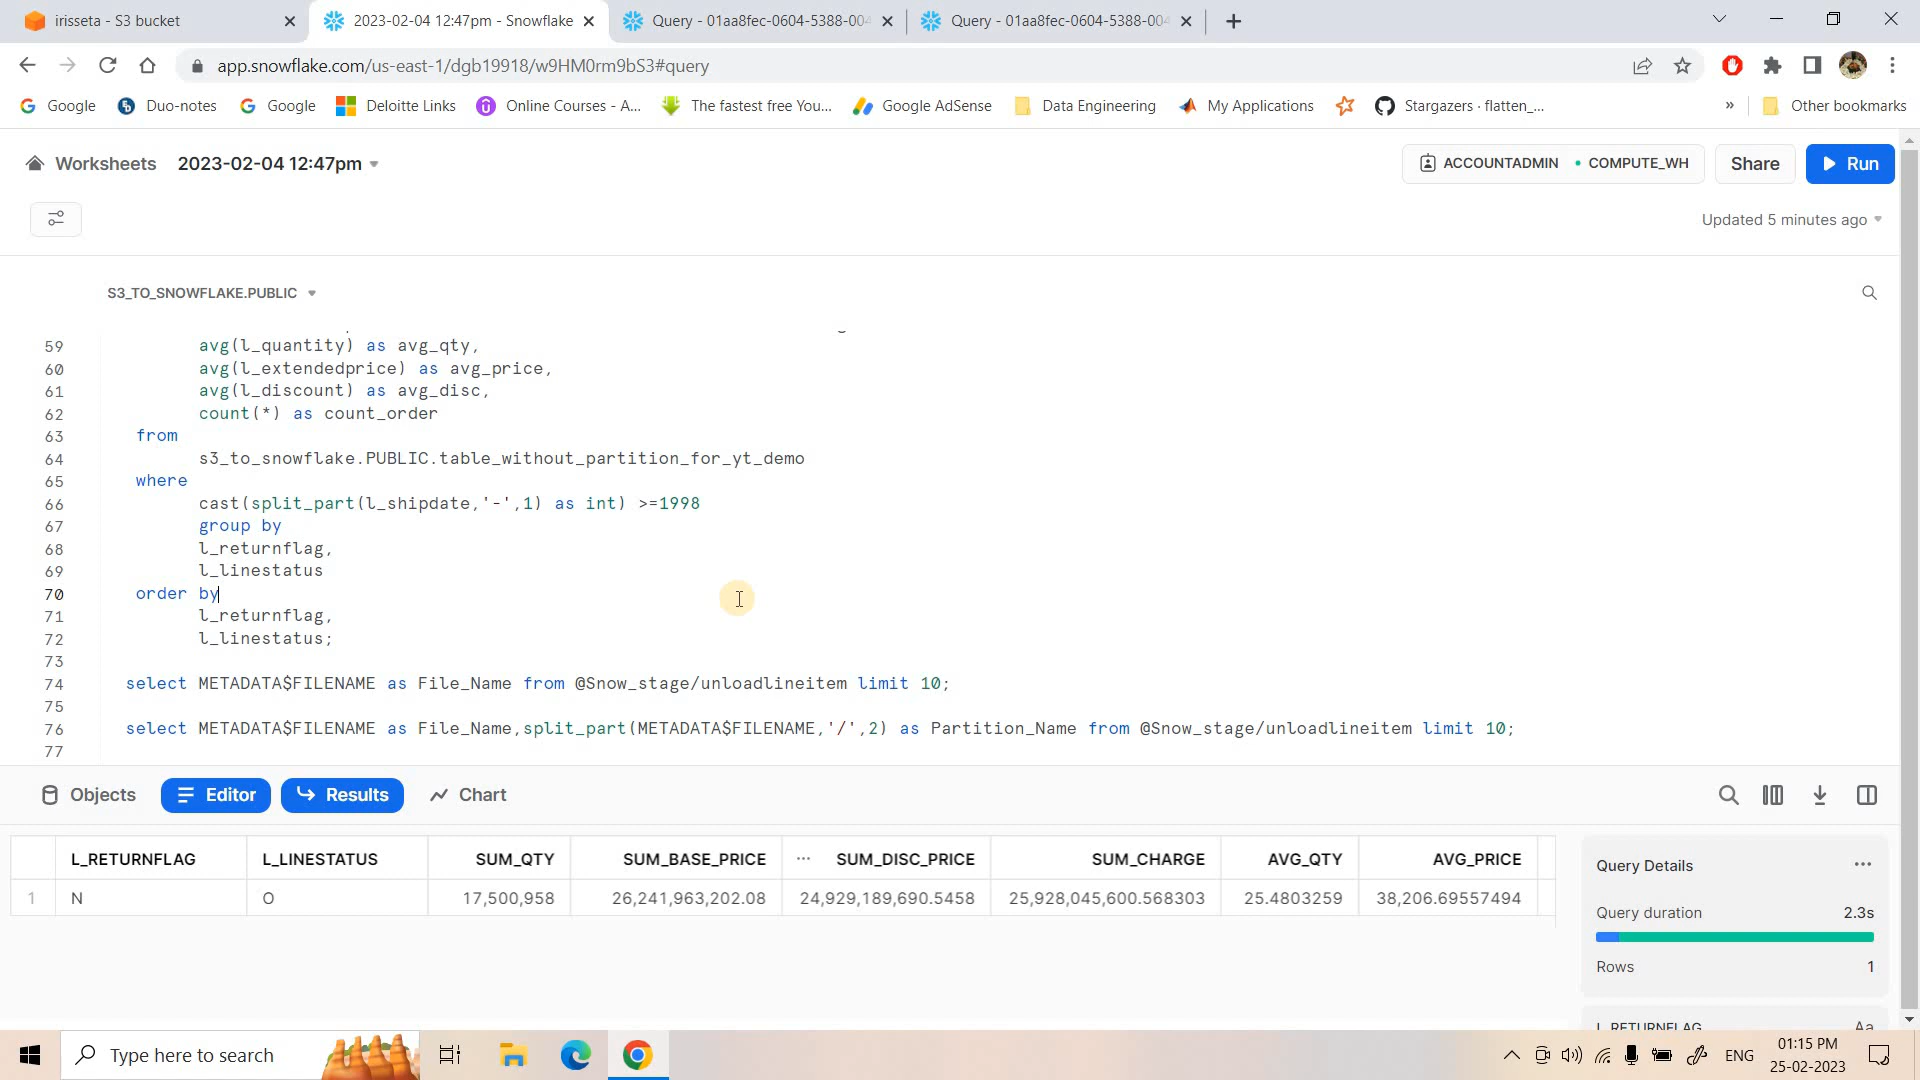 irisseta - S3 bucket
2023-02-04 12:47pm - Snowflake
Query - 01aa8fec-0604-5388-004
Query - 01aa8fec-0604-5388-004
app.snowflake.com/us-east-1/dgb19918/w9HM0rm9bS3#query
Google
Duo-notes
Google
Deloitte Links
Online Courses - A...
The fastest free You...
Google AdSense
Data Engineering
My Applications
Stargazers · flatten_...
»
Other bookmarks
Worksheets
2023-02-04 12:47pm
ACCOUNTADMIN
COMPUTE_WH
Share
Run
Updated 5 minutes ago
S3_TO_SNOWFLAKE.PUBLIC
59 avg(l_quantity) as avg_qty,
60 avg(l_extendedprice) as avg_price,
61 avg(l_discount) as avg_disc,
62 count(*) as count_order
63 from
64 s3_to_snowflake.PUBLIC.table_without_partition_for_yt_demo
65 where
66 cast(split_part(l_shipdate,'-',1) as int) >=1998
67 group by
68 l_returnflag,
69 l_linestatus
70 order by
71 l_returnflag,
72 l_linestatus;
73
74 select METADATA$FILENAME as File_Name from @Snow_stage/unloadlineitem limit 10;
75
76 select METADATA$FILENAME as File_Name,split_part(METADATA$FILENAME,'/',2) as Partition_Name from @Snow_stage/unloadlineitem limit 10;
77
Objects
Editor
Results
Chart
L_RETURNFLAG L_LINESTATUS SUM_QTY SUM_BASE_PRICE ... SUM_DISC_PRICE SUM_CHARGE AVG_QTY AVG_PRICE
1 N O 17,500,958 26,241,963,202.08 24,929,189,690.5458 25,928,045,600.568303 25.4803259 38,206.69557494
Query Details
...
Query duration 2.3s
Rows 1
L_RETURNFLAG Aa
Type here to search
ENG
01:15 PM
25-02-2023